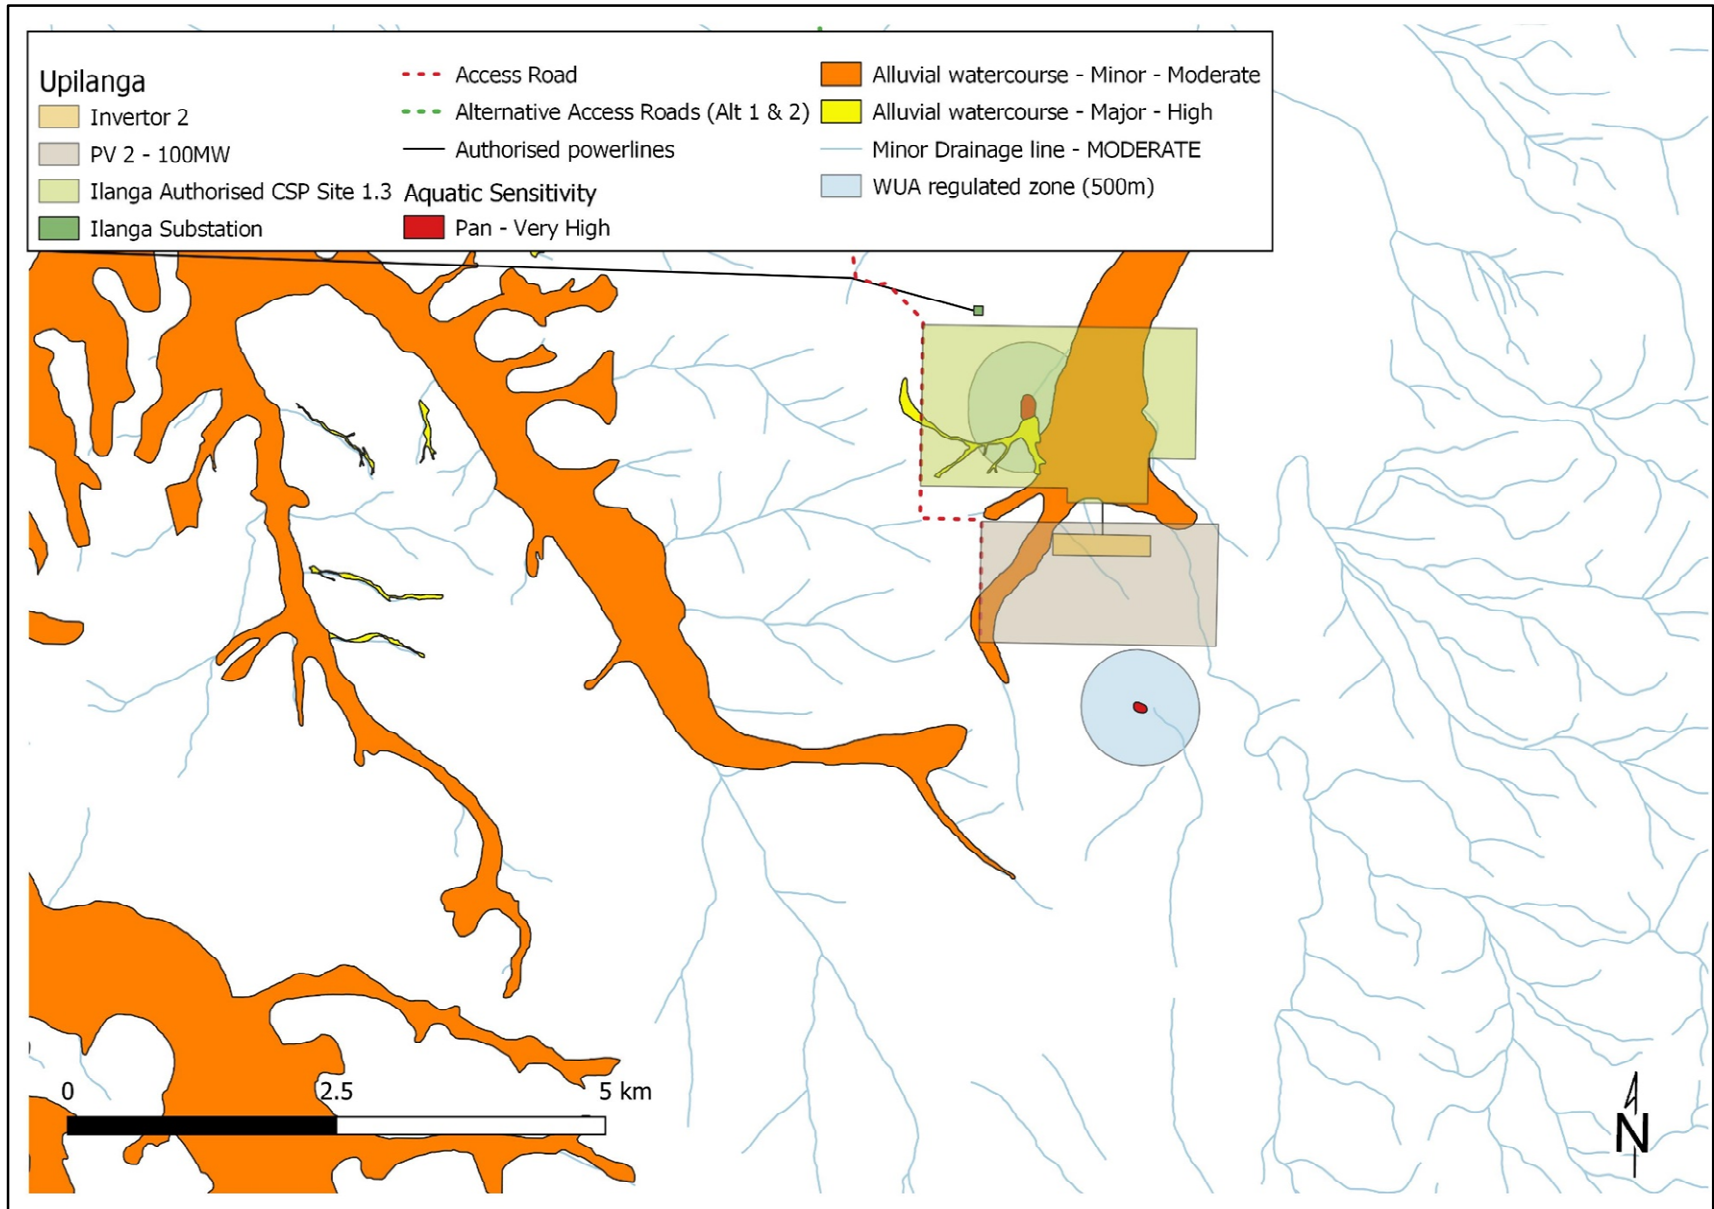 Upilanga
Invertor 2
PV 2 - 100MW
Ilanga Authorised CSP Site 1.3
Ilanga Substation
Access Road
Alternative Access Roads (Alt 1 & 2)
Authorised powerlines
Aquatic Sensitivity
Pan - Very High
Alluvial watercourse - Minor - Moderate
Alluvial watercourse - Major - High
Minor Drainage line - MODERATE
WUA regulated zone (500m)
0 2.5 5 km
N